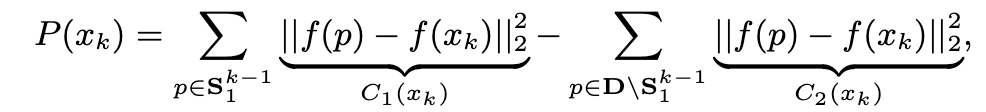 P(x_k) = \sum_{p \in \mathbf{S}_1^{k-1}} \underbrace{||f(p) - f(x_k)||_2^2}_{C_1(x_k)} - \sum_{p \in \mathbf{D} \setminus \mathbf{S}_1^{k-1}} \underbrace{||f(p) - f(x_k)||_2^2}_{C_2(x_k)},